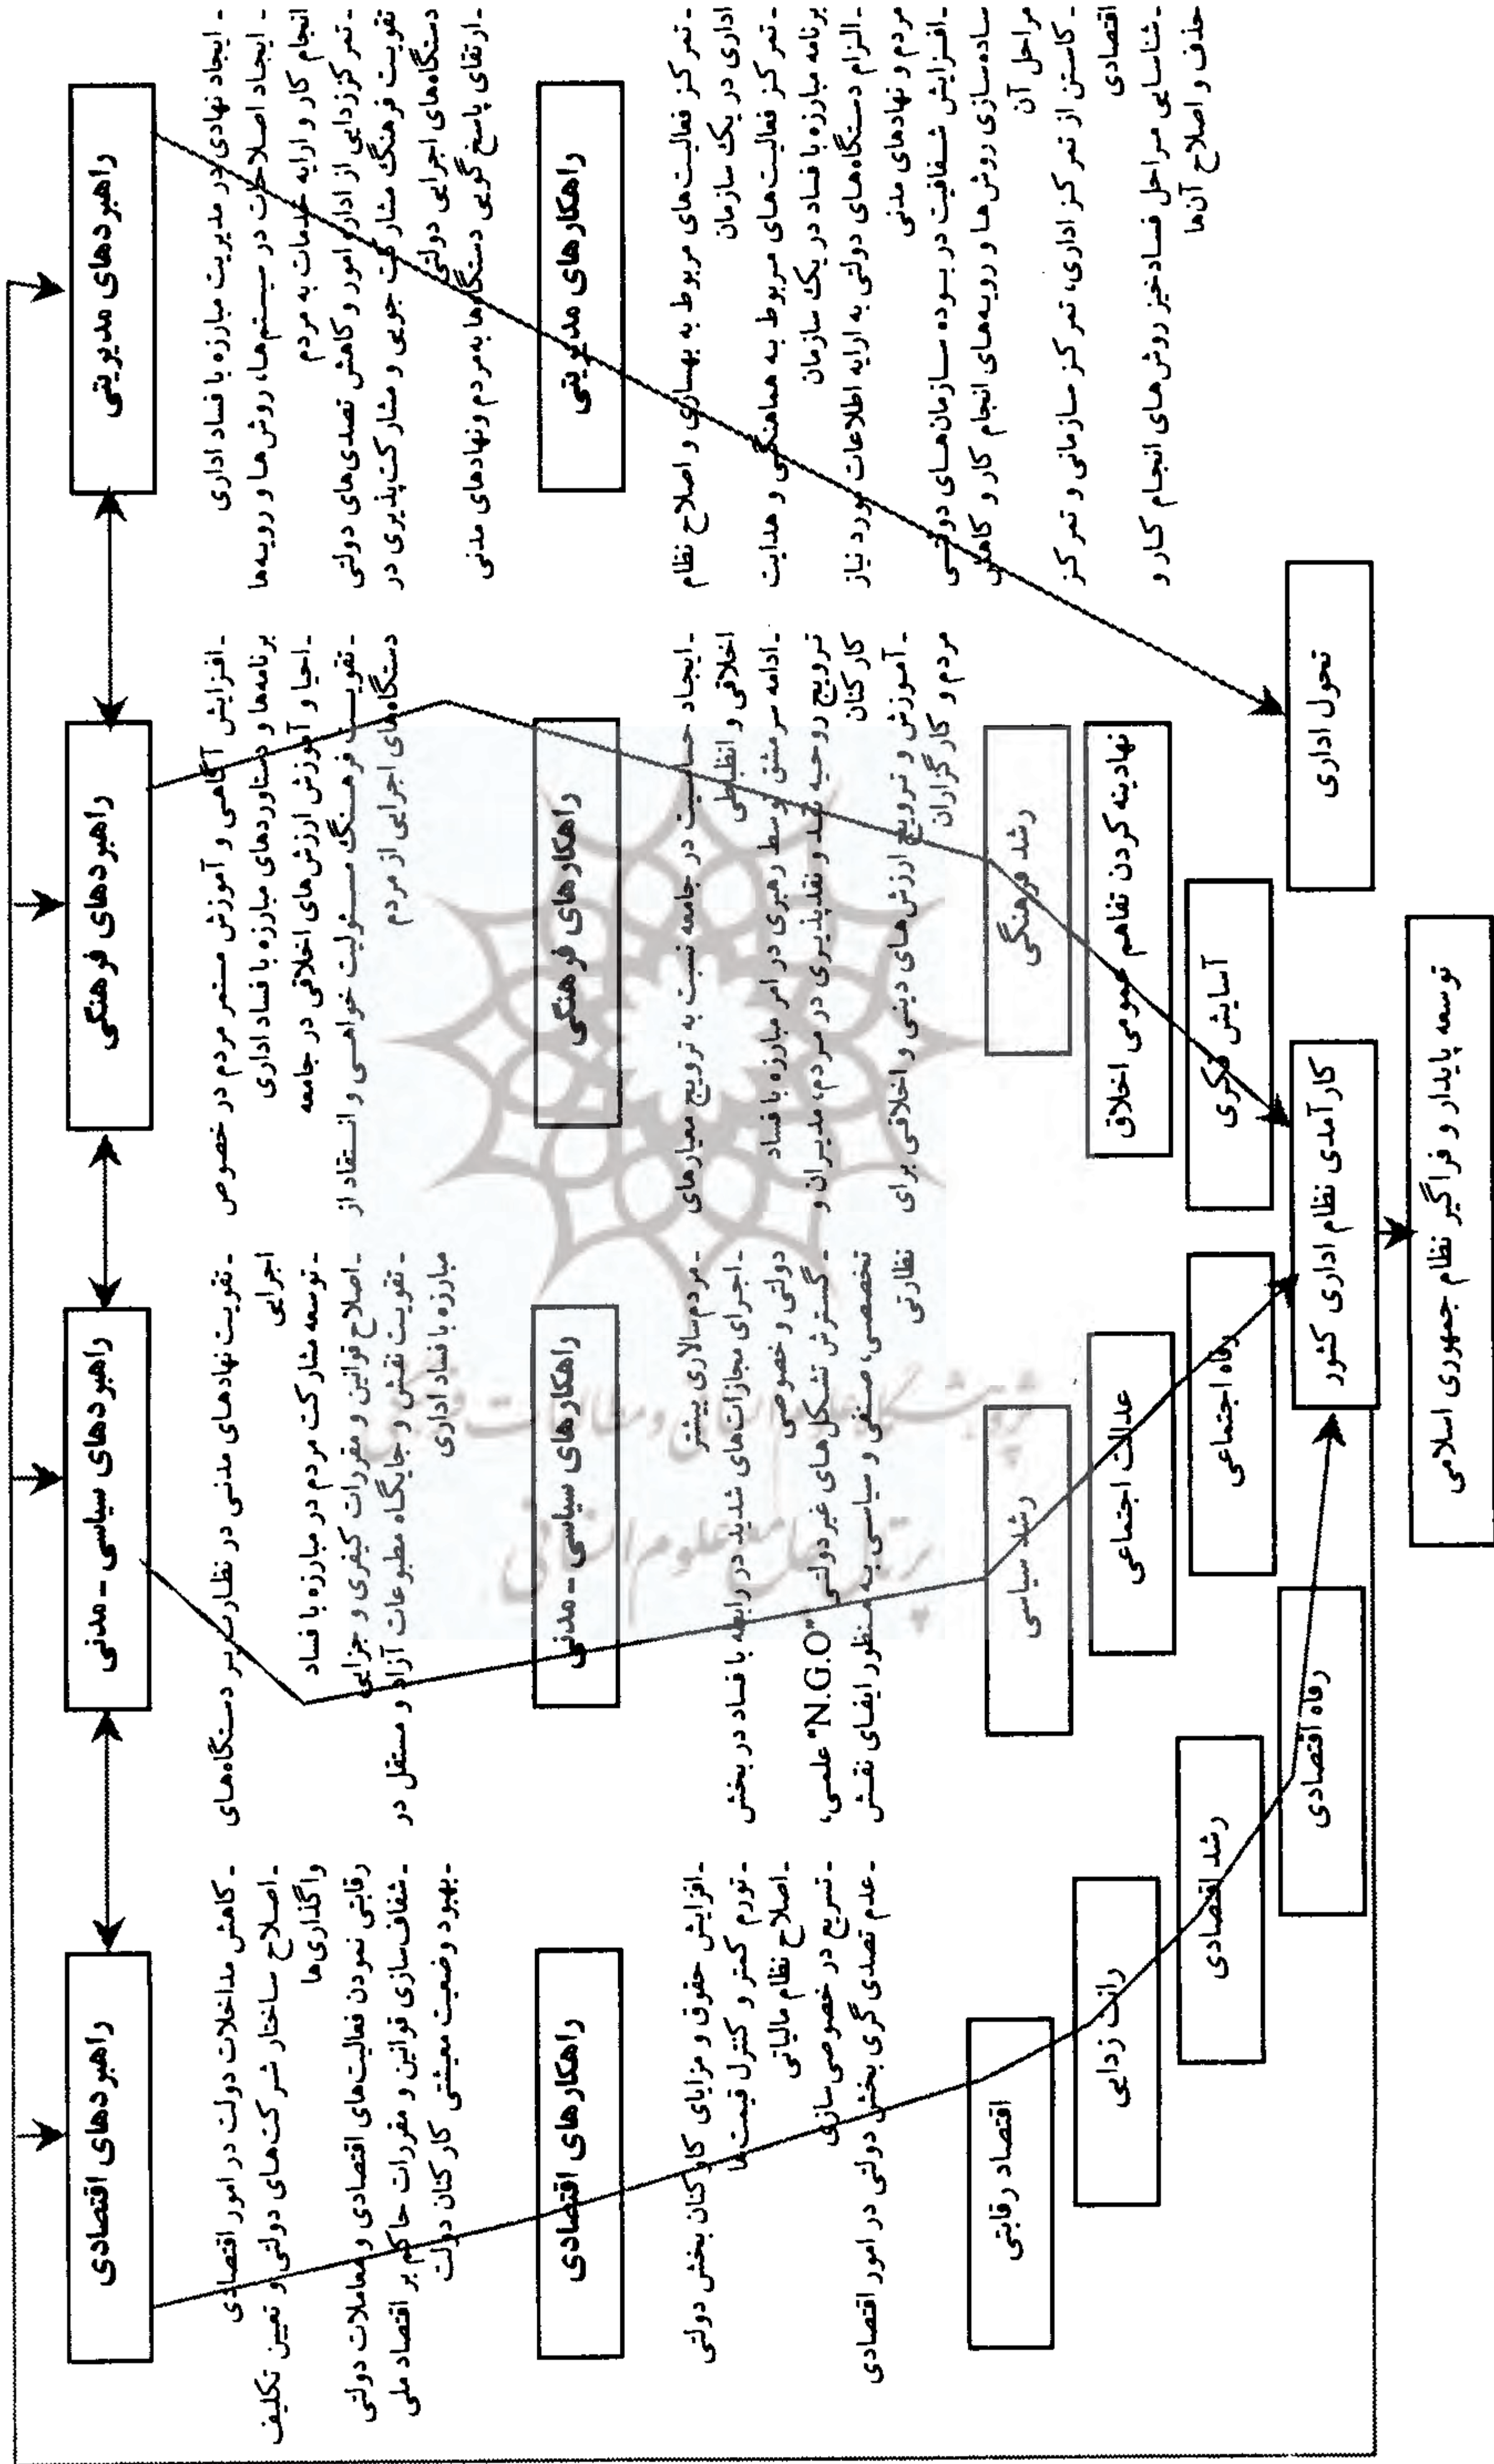 راهبردهای مدیریتی
- ایجاد نهادی در مدیریت مبارزه با فساد اداری
- ایجاد اصلاحات در سیستم‌ها، روش‌ها و رویه‌ها
انجام کار و ارایه خدمات به مردم
- تمرکززدایی از اداره امور و کاهش تصدی‌های دولتی
تقویت فرهنگ مشارکت جویی و مشارکت‌پذیری در
دستگاه‌های اجرایی دولتی
- ارتقای پاسخ گویی دستگاه‌ها به‌مردم و نهادهای مدنی
راهکارهای مدیریتی
- تمرکز فعالیت‌های مربوط به بهسازی و اصلاح نظام
اداری در یک سازمان
- تمرکز فعالیت‌های مربوط به هماهنگی و هدایت
برنامه مبارزه با فساد در یک سازمان
- الزام دستگاه‌های دولتی به ارایه اطلاعات مورد نیاز
مردم و نهادهای مدنی
- افزایش شفافیت در بوده سازمان‌های دولتی
ساده‌سازی روش‌ها و رویه‌های انجام کار و کاهش
مراحل آن
- کاستن از تمرکز اداری، تمرکز سازمانی و تمرکز
اقتصادی
- شناسایی مراحل فسادخیز روش‌های انجام کار و
حذف و اصلاح آن‌ها
تحول اداری
راهبردهای فرهنگی
- افزایش آگاهی و آموزش مستمر مردم در خصوص
برنامه‌ها و دستاوردهای مبارزه با فساد اداری
- احیا و آموزش ارزش‌های اخلاقی در جامعه
- تقویت فرهنگ مسئولیت خواهی و انتقاد از
دستگاه‌های اجرایی از مردم
راهکارهای فرهنگی
- ایجاد حساسیت در جامعه نسبت به ترویج معیارهای
اخلاقی و انظباطی
- ادامه سرمشق توسط رهبری در امر مبارزه با فساد
ترویج روحیه نقد و نقدپذیری در مردم، مدیران و
کارکنان
- آموزش و ترویج ارزش‌های دینی و اخلاقی برای
مردم و کارگزاران
رشد فرهنگی
نهادینه کردن تفاهم عمومی اخلاق
آسایش فکری
راهبردهای سیاسی - مدنی
- تقویت نهادهای مدنی در نظارت بر دستگاه‌های
اجرایی
- توسعه مشارکت مردم در مبارزه با فساد
- اصلاح قوانین و مقررات کیفری و جزایی
- تقویت نقش و جایگاه مطبوعات آزاد و مستقل در
مبارزه با فساد اداری
راهکارهای سیاسی - مدنی
- مردم‌سالاری بیشتر
- اجرای مجازات‌های شدید در رابطه با فساد در بخش
دولتی و خصوصی
- گسترش تشکل‌های غیردولتی "N.G.O" علمی،
تخصصی، صنفی و سیاسی به منظور ایفای نقش
نظارتی
رشد سیاسی
عدالت اجتماعی
رفاه اجتماعی
راهبردهای اقتصادی
- کاهش مداخلات دولت در امور اقتصادی
- اصلاح ساختار شرکت‌های دولتی و تعیین تکلیف
واگذاری‌ها
رقابتی نمودن فعالیت‌های اقتصادی و معاملات دولتی
- شفاف‌سازی قوانین و مقررات حاکم بر اقتصاد ملی
- بهبود وضعیت معیشتی کارکنان دولت
راهکارهای اقتصادی
- افزایش حقوق و مزایای کارکنان بخش دولتی
- تورم کمتر و کنترل قیمت‌ها
- اصلاح نظام مالیاتی
- تسریع در خصوصی‌سازی
- عدم تصدی گری بخش دولتی در امور اقتصادی
اقتصاد رقابتی
رانت زدایی
رشد اقتصادی
رفاه اقتصادی
کارآمدی نظام اداری کشور
توسعه پایدار و فراگیر نظام جمهوری اسلامی
پژوهشگاه علوم انسانی و مطالعات فرهنگی
پرتال جامع علوم انسانی